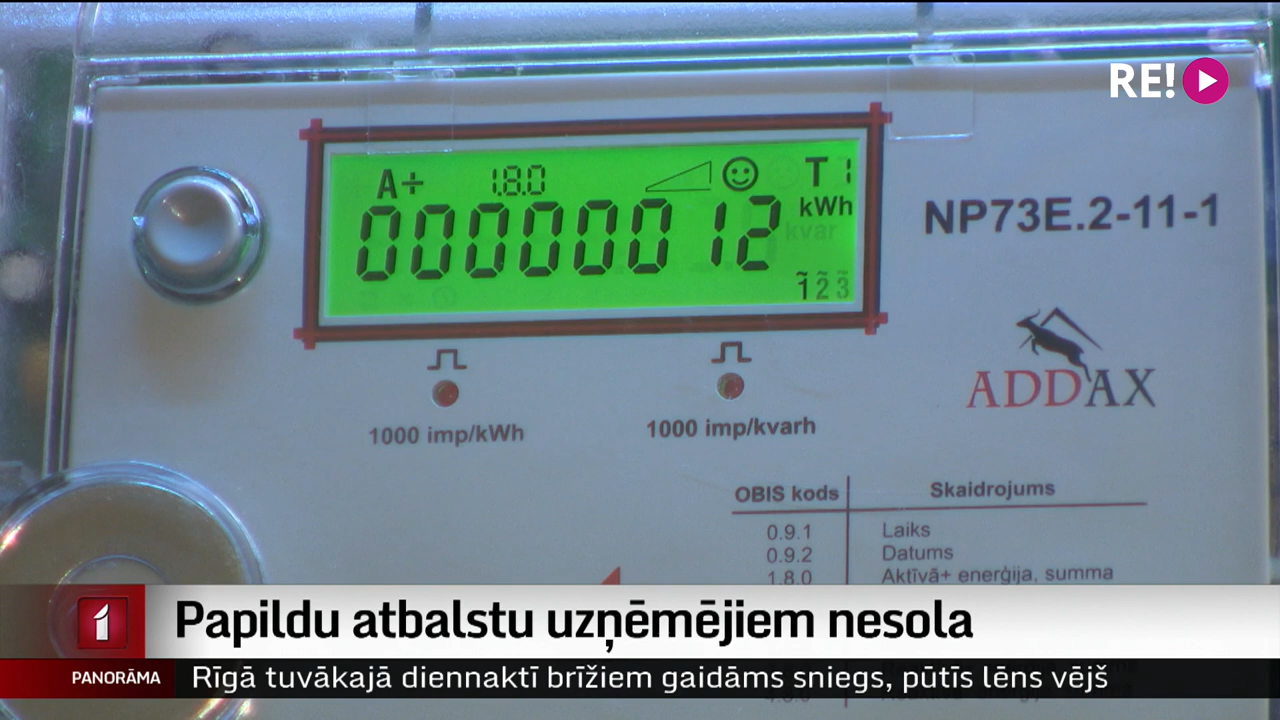 RE!
A+ 1.8.0 T1
00000012 kWh
kvar
1 2 3
NP73E.2-11-1
ADDAX
1000 imp/kWh
1000 imp/kvarh
OBIS kods Skaidrojums
0.9.1 Laiks
0.9.2 Datums
1.8.0 Aktīvā+ enerģija, summa
1 Papildu atbalstu uzņēmējiem nesola
PANORĀMA Rīgā tuvākajā diennaktī brīžiem gaidāms sniegs, pūtīs lēns vējš